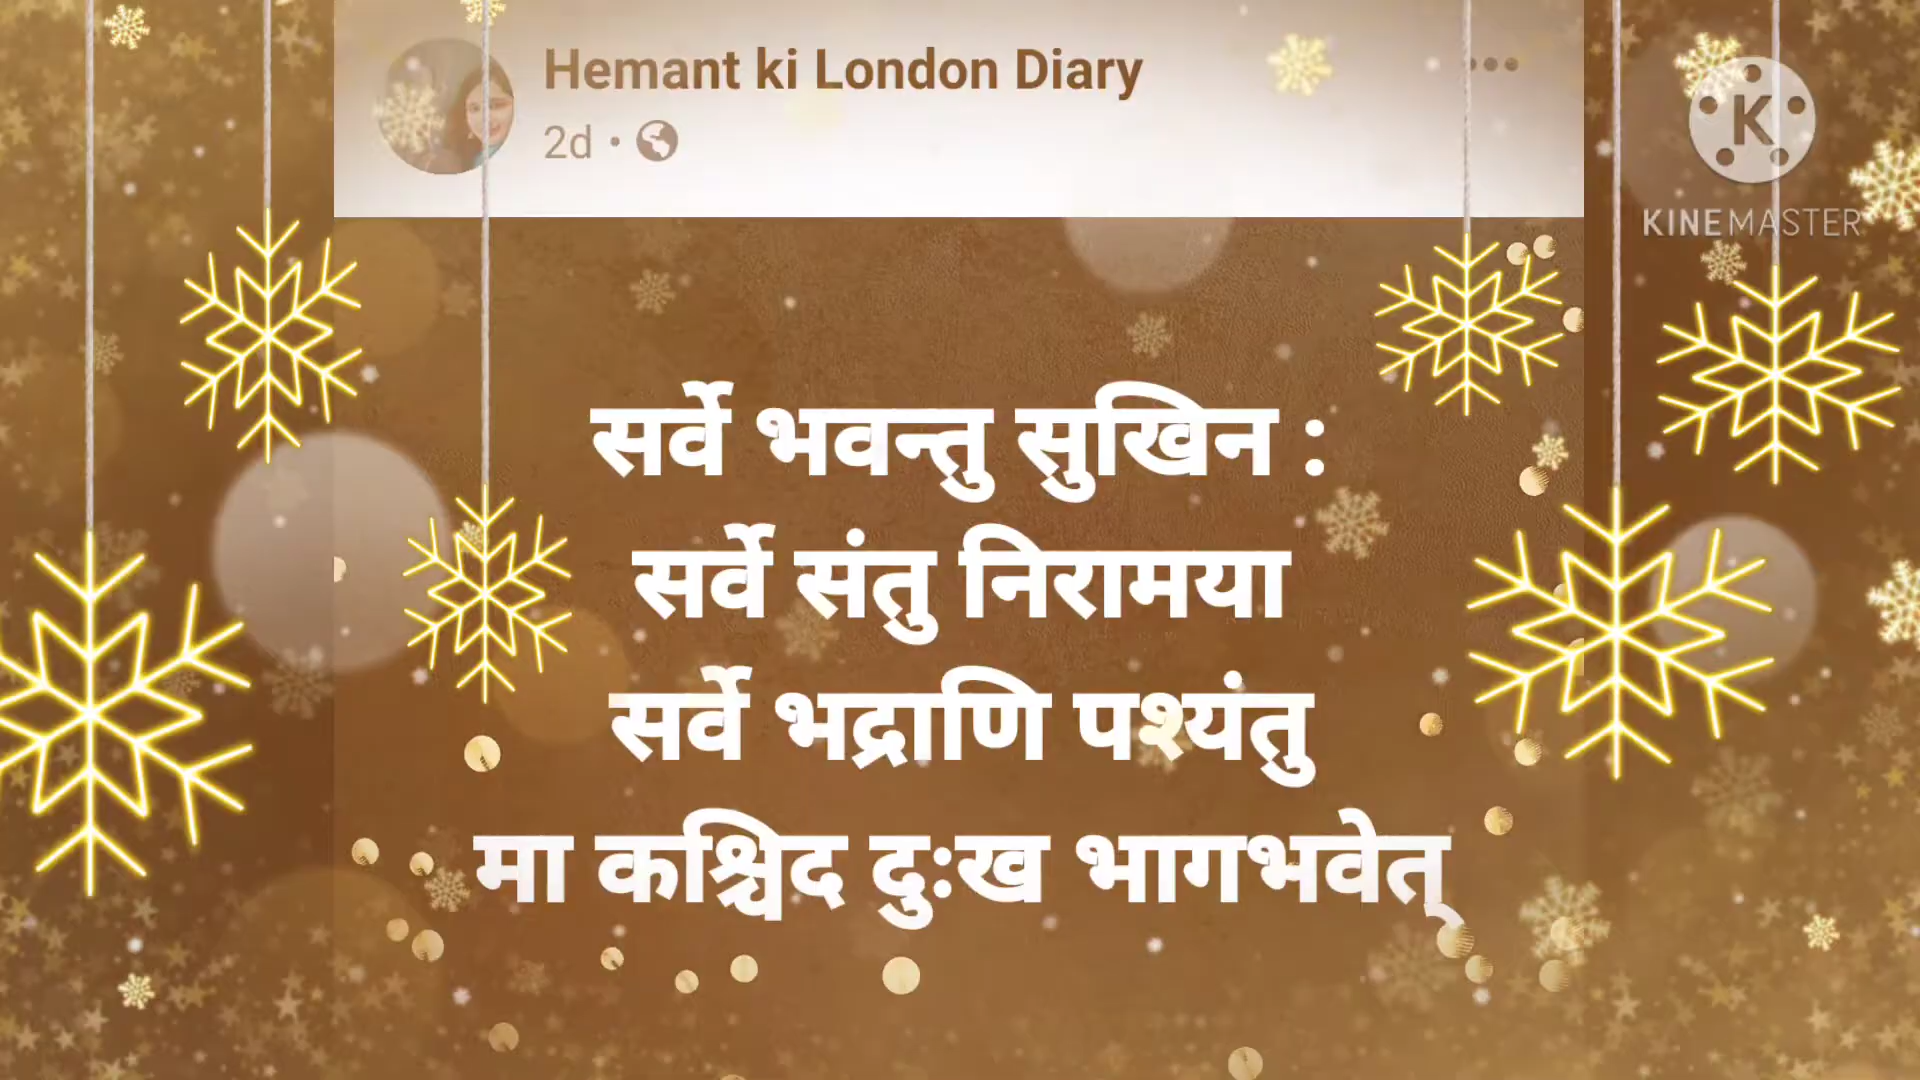 Hemant ki London Diary
2d •
K
KINEMASTER
सर्वे भवन्तु सुखिन :
सर्वे संतु निरामया
सर्वे भद्राणि पश्यंतु
मा कश्चिद दुःख भागभवेत्